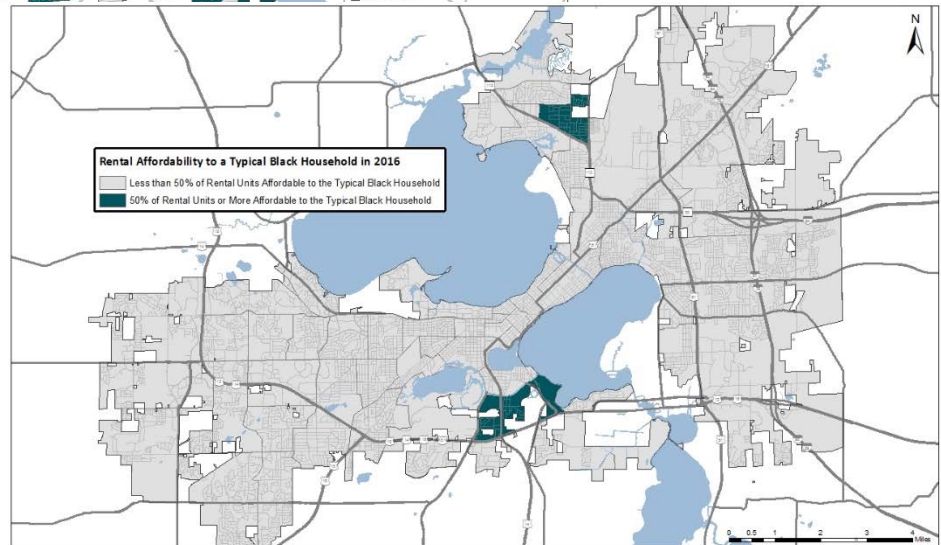 N
Rental Affordability to a Typical Black Household in 2016
Less than 50% of Rental Units Affordable to the Typical Black Household
50% of Rental Units or More Affordable to the Typical Black Household
0 0.5 1 2 3 4
Miles